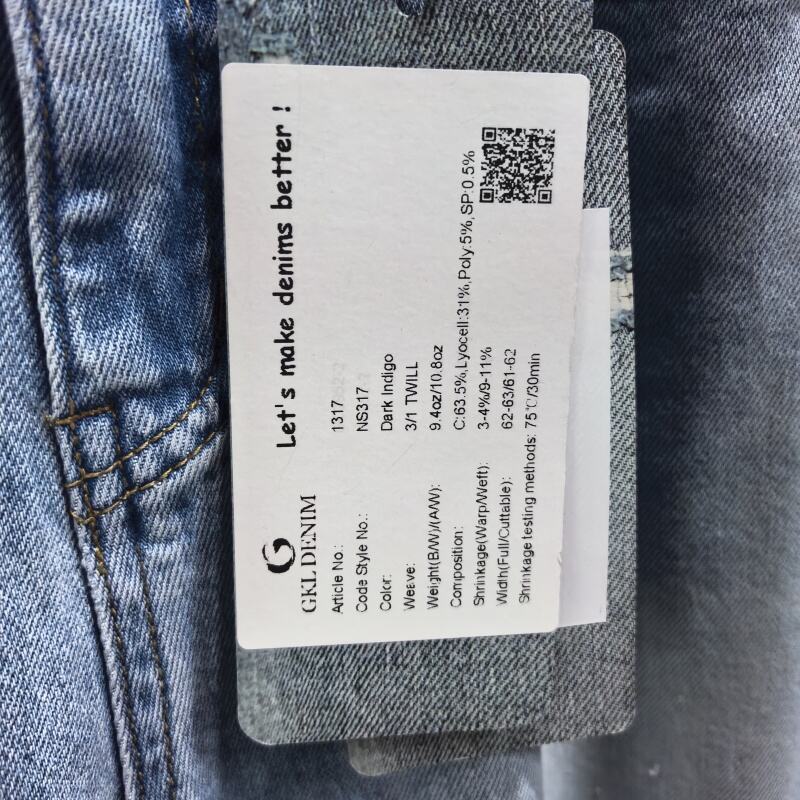 Let's make denims better !
GKL DENIM
Article No.: 1317
Code Style No.: NS317
Color: Dark Indigo
Weave: 3/1 TWILL
Weight(B/W)/(A/W): 9.4oz/10.8oz
Composition: C:63.5%,Lyocell:31%,Poly:5%,SP:0.5%
Shrinkage(Warp/Weft): 3-4%/9-11%
Width(Full/Cuttable): 62-63/61-62
Shrinkage testing methods: 75℃/30min